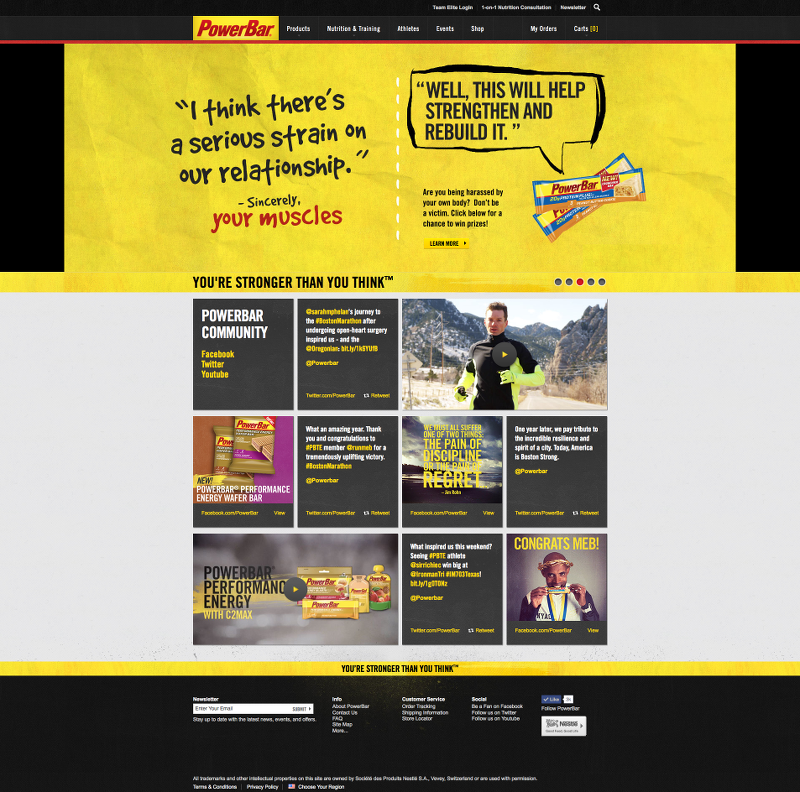 Team Elite Login
1-on-1 Nutrition Consultation
Newsletter
PowerBar
Products
Nutrition & Training
Athletes
Events
Shop
My Orders
Carts [0]
"I think there's
a serious strain on
our relationship."
- Sincerely,
your muscles
"WELL, THIS WILL HELP
STRENGTHEN AND
REBUILD IT."
Are you being harassed by
your own body? Don't be
a victim. Click below for a
chance to win prizes!
LEARN MORE
PowerBar
YOU'RE STRONGER THAN YOU THINK™
POWERBAR
COMMUNITY
Facebook
Twitter
Youtube
@sarahmphelan's journey to
the #BostonMarathon after
undergoing open-heart surgery
inspired us - and the
@Powerbar
Twitter.com/PowerBar
Retweet
PowerBar
NEW!
POWERBAR® PERFORMANCE
ENERGY WAFER BAR
Facebook.com/PowerBar
View
What an amazing year. Thank
you and congratulations to
#PBTE member @runmeb for a
tremendously uplifting victory.
#BostonMarathon
@Powerbar
Twitter.com/PowerBar
Retweet
WE MUST ALL SUFFER
ONE OF TWO THINGS:
THE PAIN OF
DISCIPLINE
OR THE PAIN OF
REGRET.
- Jim Rohn
Facebook.com/PowerBar
View
One year later, we pay tribute to
the incredible resilience and
spirit of a city. Today, America
is Boston Strong.
@Powerbar
Twitter.com/PowerBar
Retweet
POWERBAR®
PERFORMANC
ENERGY
WITH C2MAX
PowerBar
What inspired us this weekend?
Seeing #PBTE athlete
@sirrichiec win big at
@IronmanTri #IM703Texas!
@Powerbar
Twitter.com/PowerBar
Retweet
CONGRATS MEB!
Facebook.com/PowerBar
View
YOU'RE STRONGER THAN YOU THINK™
Newsletter
Enter Your Email
SUBMIT
Stay up to date with the latest news, events, and offers.
Info
About PowerBar
Contact Us
FAQ
Site Map
More...
Customer Service
Order Tracking
Shipping Information
Store Locator
Social
Be a Fan on Facebook
Follow us on Twitter
Follow us on Youtube
Like
Follow PowerBar
Nestlé
All trademarks and other intellectual properties on this site are owned by Société des Produits Nestlé S.A., Vevey, Switzerland or are used with permission.
Terms & Conditions
Privacy Policy
Choose Your Region